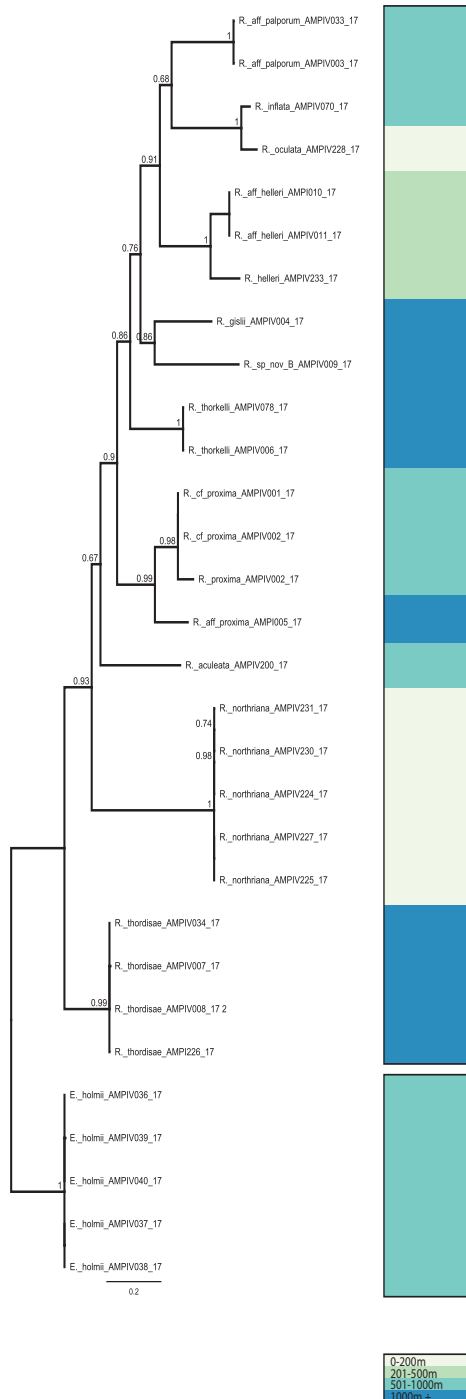 R._aff_palporum_AMPIV033_17
1
R._aff_palporum_AMPIV003_17
0.68
R._inflata_AMPIV070_17
1
R._oculata_AMPIV228_17
0.91
R._aff_helleri_AMPI010_17
R._aff_helleri_AMPIV011_17
1
R._helleri_AMPIV233_17
0.76
R._gislii_AMPIV004_17
0.86
0.86
R._sp_nov_B_AMPIV009_17
R._thorkelli_AMPIV078_17
1
R._thorkelli_AMPIV006_17
0.9
R._cf_proxima_AMPIV001_17
R._cf_proxima_AMPIV002_17
0.98
R._proxima_AMPIV002_17
0.99
R._aff_proxima_AMPI005_17
0.67
R._aculeata_AMPIV200_17
0.93
R._northriana_AMPIV231_17
0.74
R._northriana_AMPIV230_17
0.98
R._northriana_AMPIV224_17
1
R._northriana_AMPIV227_17
R._northriana_AMPIV225_17
R._thordisae_AMPIV034_17
R._thordisae_AMPIV007_17
0.99
R._thordisae_AMPIV008_17 2
R._thordisae_AMPI226_17
E._holmii_AMPIV036_17
E._holmii_AMPIV039_17
E._holmii_AMPIV040_17
1
E._holmii_AMPIV037_17
E._holmii_AMPIV038_17
0.2
0-200m
201-500m
501-1000m
1000m +